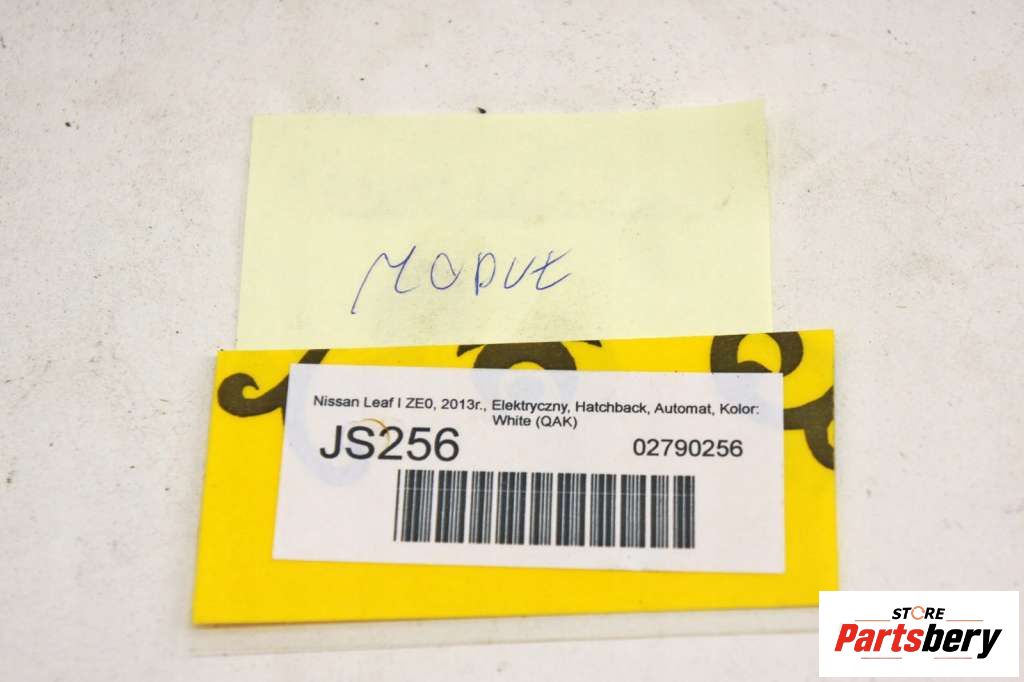 MODUŁ
Nissan Leaf I ZE0, 2013r., Elektryczny, Hatchback, Automat, Kolor:
White (QAK)
JS256 02790256
STORE
Partsbery